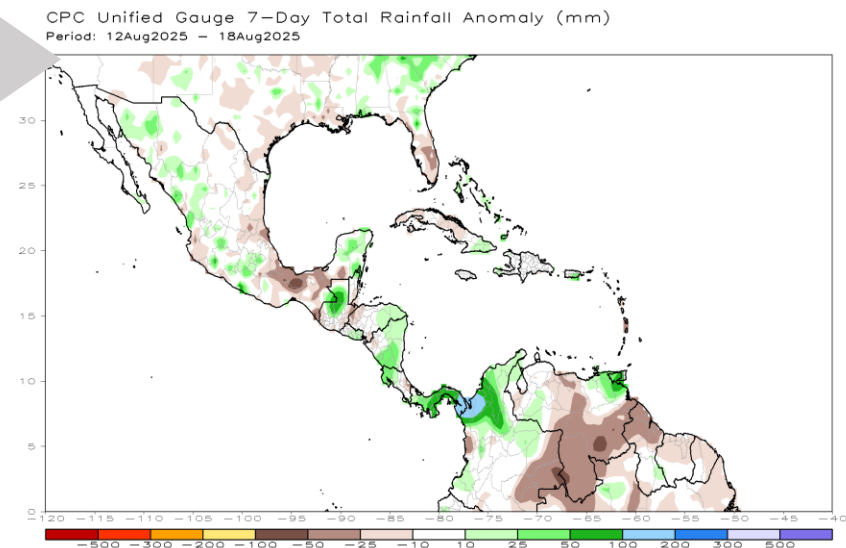 CPC Unified Gauge 7-Day Total Rainfall Anomaly (mm)
Period: 12Aug2025 - 18Aug2025
30
25
20
15
10
5
0
-120 -115 -110 -105 -100 -95 -90 -85 -80 -75 -70 -65 -60 -55 -50 -45 -40
-500 -300 -200 -100 -50 -25 -10 10 25 50 100 200 300 500